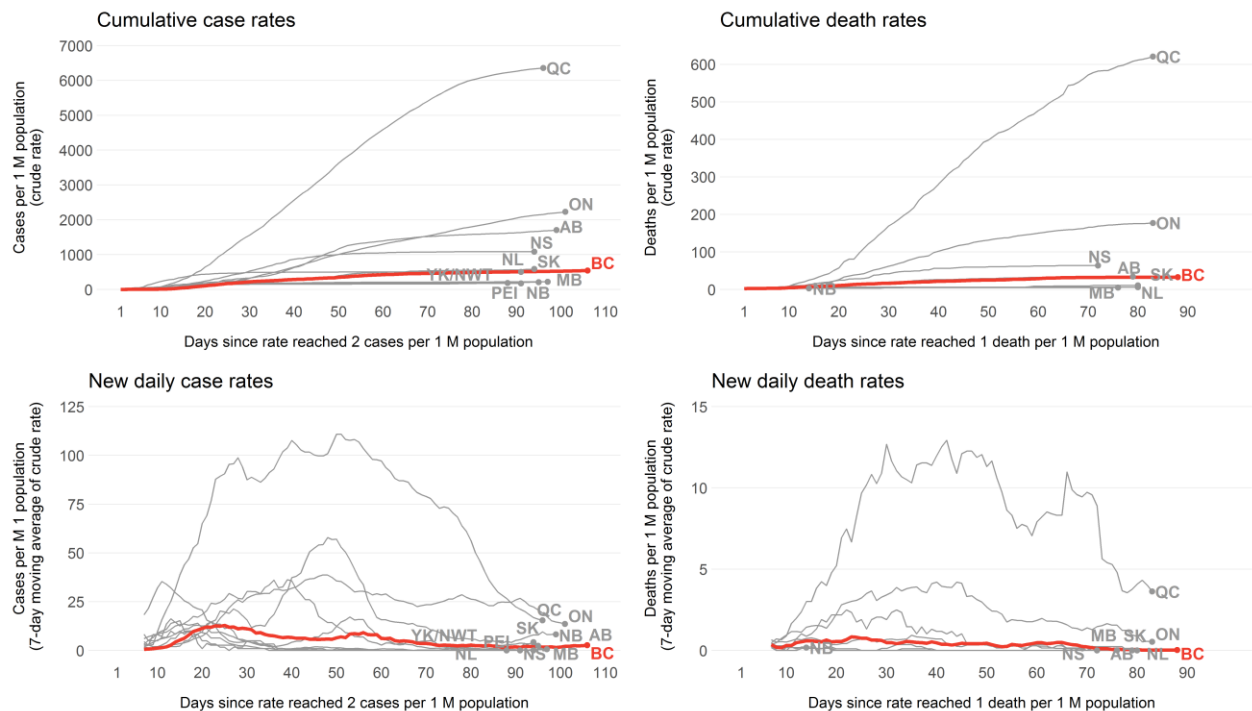 Cumulative case rates
Cases per 1 M population
(crude rate)
7000
6000
5000
4000
3000
2000
1000
0
QC
ON
AB
NS
NL
SK
BC
YK/NWT
MB
PEI
NB
1 10 20 30 40 50 60 70 80 90 100 110
Days since rate reached 2 cases per 1 M population
Cumulative death rates
Deaths per 1 M population
(crude rate)
600
500
400
300
200
100
0
QC
ON
NS
AB
SK
BC
NB
MB
NL
1 10 20 30 40 50 60 70 80 90
Days since rate reached 1 death per 1 M population
New daily case rates
Cases per M 1 population
(7-day moving average of crude rate)
125
100
75
50
25
0
QC
ON
SK
YK/NWT
PEI
NB
AB
NL
NS
MB
BC
1 10 20 30 40 50 60 70 80 90 100 110
Days since rate reached 2 cases per 1 M population
New daily death rates
Deaths per 1 M population
(7-day moving average of crude rate)
15
10
5
0
QC
MB
SK
ON
NB
NS
AB
NL
BC
1 10 20 30 40 50 60 70 80 90
Days since rate reached 1 death per 1 M population